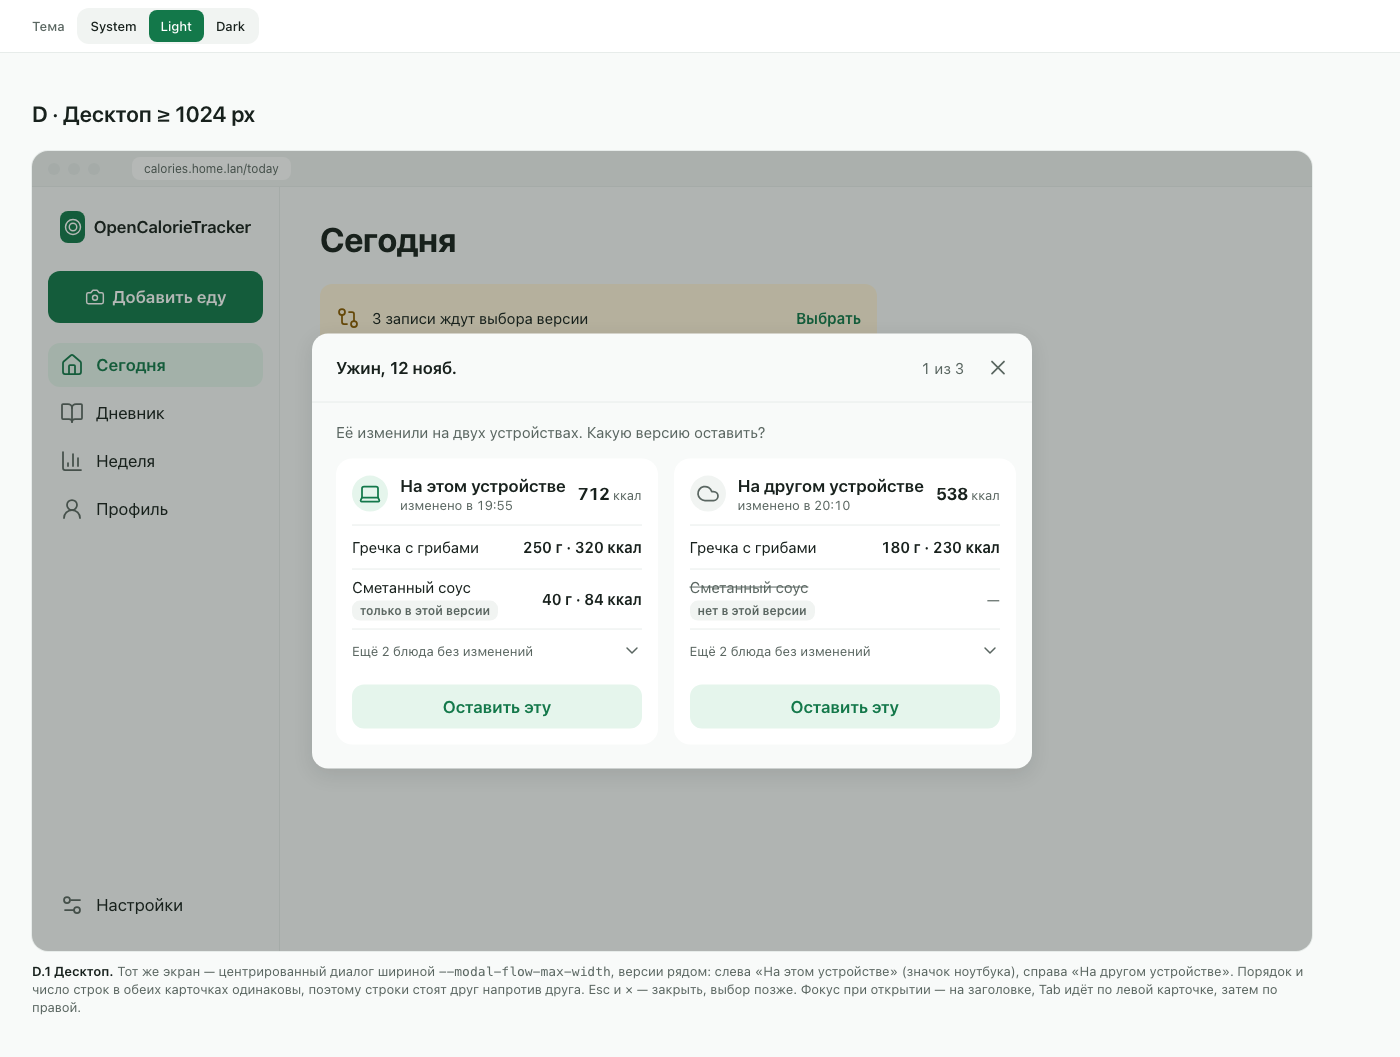 Тема System Light Dark
D · Десктоп ≥ 1024 px
calories.home.lan/today
OpenCalorieTracker
Добавить еду
Сегодня
Дневник
Неделя
Профиль
Настройки
Сегодня
3 записи ждут выбора версии Выбрать
Ужин, 12 нояб. 1 из 3
Её изменили на двух устройствах. Какую версию оставить?
На этом устройстве 712 ккал
изменено в 19:55
Гречка с грибами 250 г · 320 ккал
Сметанный соус 40 г · 84 ккал
только в этой версии
Ещё 2 блюда без изменений
Оставить эту
На другом устройстве 538 ккал
изменено в 20:10
Гречка с грибами 180 г · 230 ккал
Сметанный соус —
нет в этой версии
Ещё 2 блюда без изменений
Оставить эту
D.1 Десктоп. Тот же экран — центрированный диалог шириной --modal-flow-max-width, версии рядом: слева «На этом устройстве» (значок ноутбука), справа «На другом устройстве». Порядок и
число строк в обеих карточках одинаковы, поэтому строки стоят друг напротив друга. Esc и × — закрыть, выбор позже. Фокус при открытии — на заголовке, Tab идёт по левой карточке, затем по
правой.